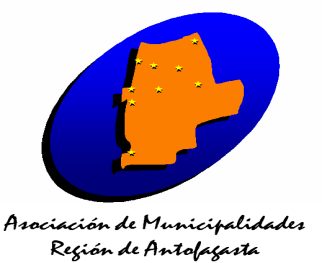 Asociación de Municipalidades
Región de Antofagasta